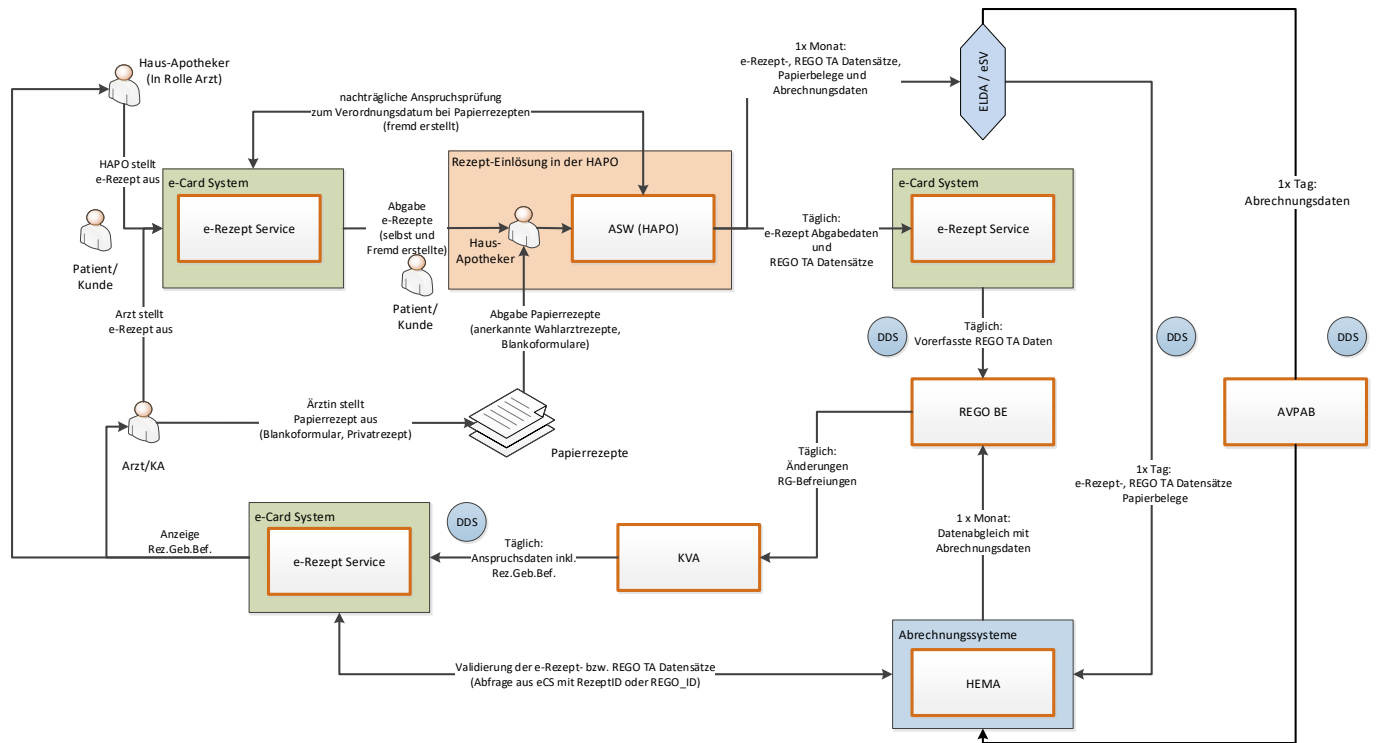 Haus-Apotheker
(In Rolle Arzt)
nachträgliche Anspruchsprüfung
zum Verordnungsdatum bei Papierrezepten
(fremd erstellt)
1x Monat:
e-Rezept-, REGO TA Datensätze,
Papierbelege und
Abrechnungsdaten
ELDA / eSV
1x Tag:
Abrechnungsdaten
HAPO stellt
e-Rezept aus
e-Card System
e-Rezept Service
Patient/
Kunde
Abgabe
e-Rezepte
(selbst und
Fremd erstellte)
Patient/
Kunde
Rezept-Einlösung in der HAPO
Haus-
Apotheker
ASW (HAPO)
Täglich:
e-Rezept Abgabedaten
und
REGO TA Datensätze
e-Card System
e-Rezept Service
Arzt stellt
e-Rezept aus
Abgabe Papierrezepte
(anerkannte Wahlarztrezepte,
Blankoformulare)
DDS
Täglich:
Vorerfasste REGO TA Daten
DDS
DDS
REGO BE
AVPAB
Ärztin stellt
Papierrezept aus
(Blankoformular, Privatrezept)
Arzt/KA
Papierrezepte
Täglich:
Änderungen
RG-Befreiungen
1x Tag:
e-Rezept-, REGO TA Datensätze
Papierbelege
Anzeige
Rez.Geb.Bef.
e-Card System
e-Rezept Service
DDS
Täglich:
Anspruchsdaten inkl.
Rez.Geb.Bef.
KVA
1 x Monat:
Datenabgleich mit
Abrechnungsdaten
Validierung der e-Rezept- bzw. REGO TA Datensätze
(Abfrage aus eCS mit RezeptID oder REGO_ID)
Abrechnungssysteme
HEMA